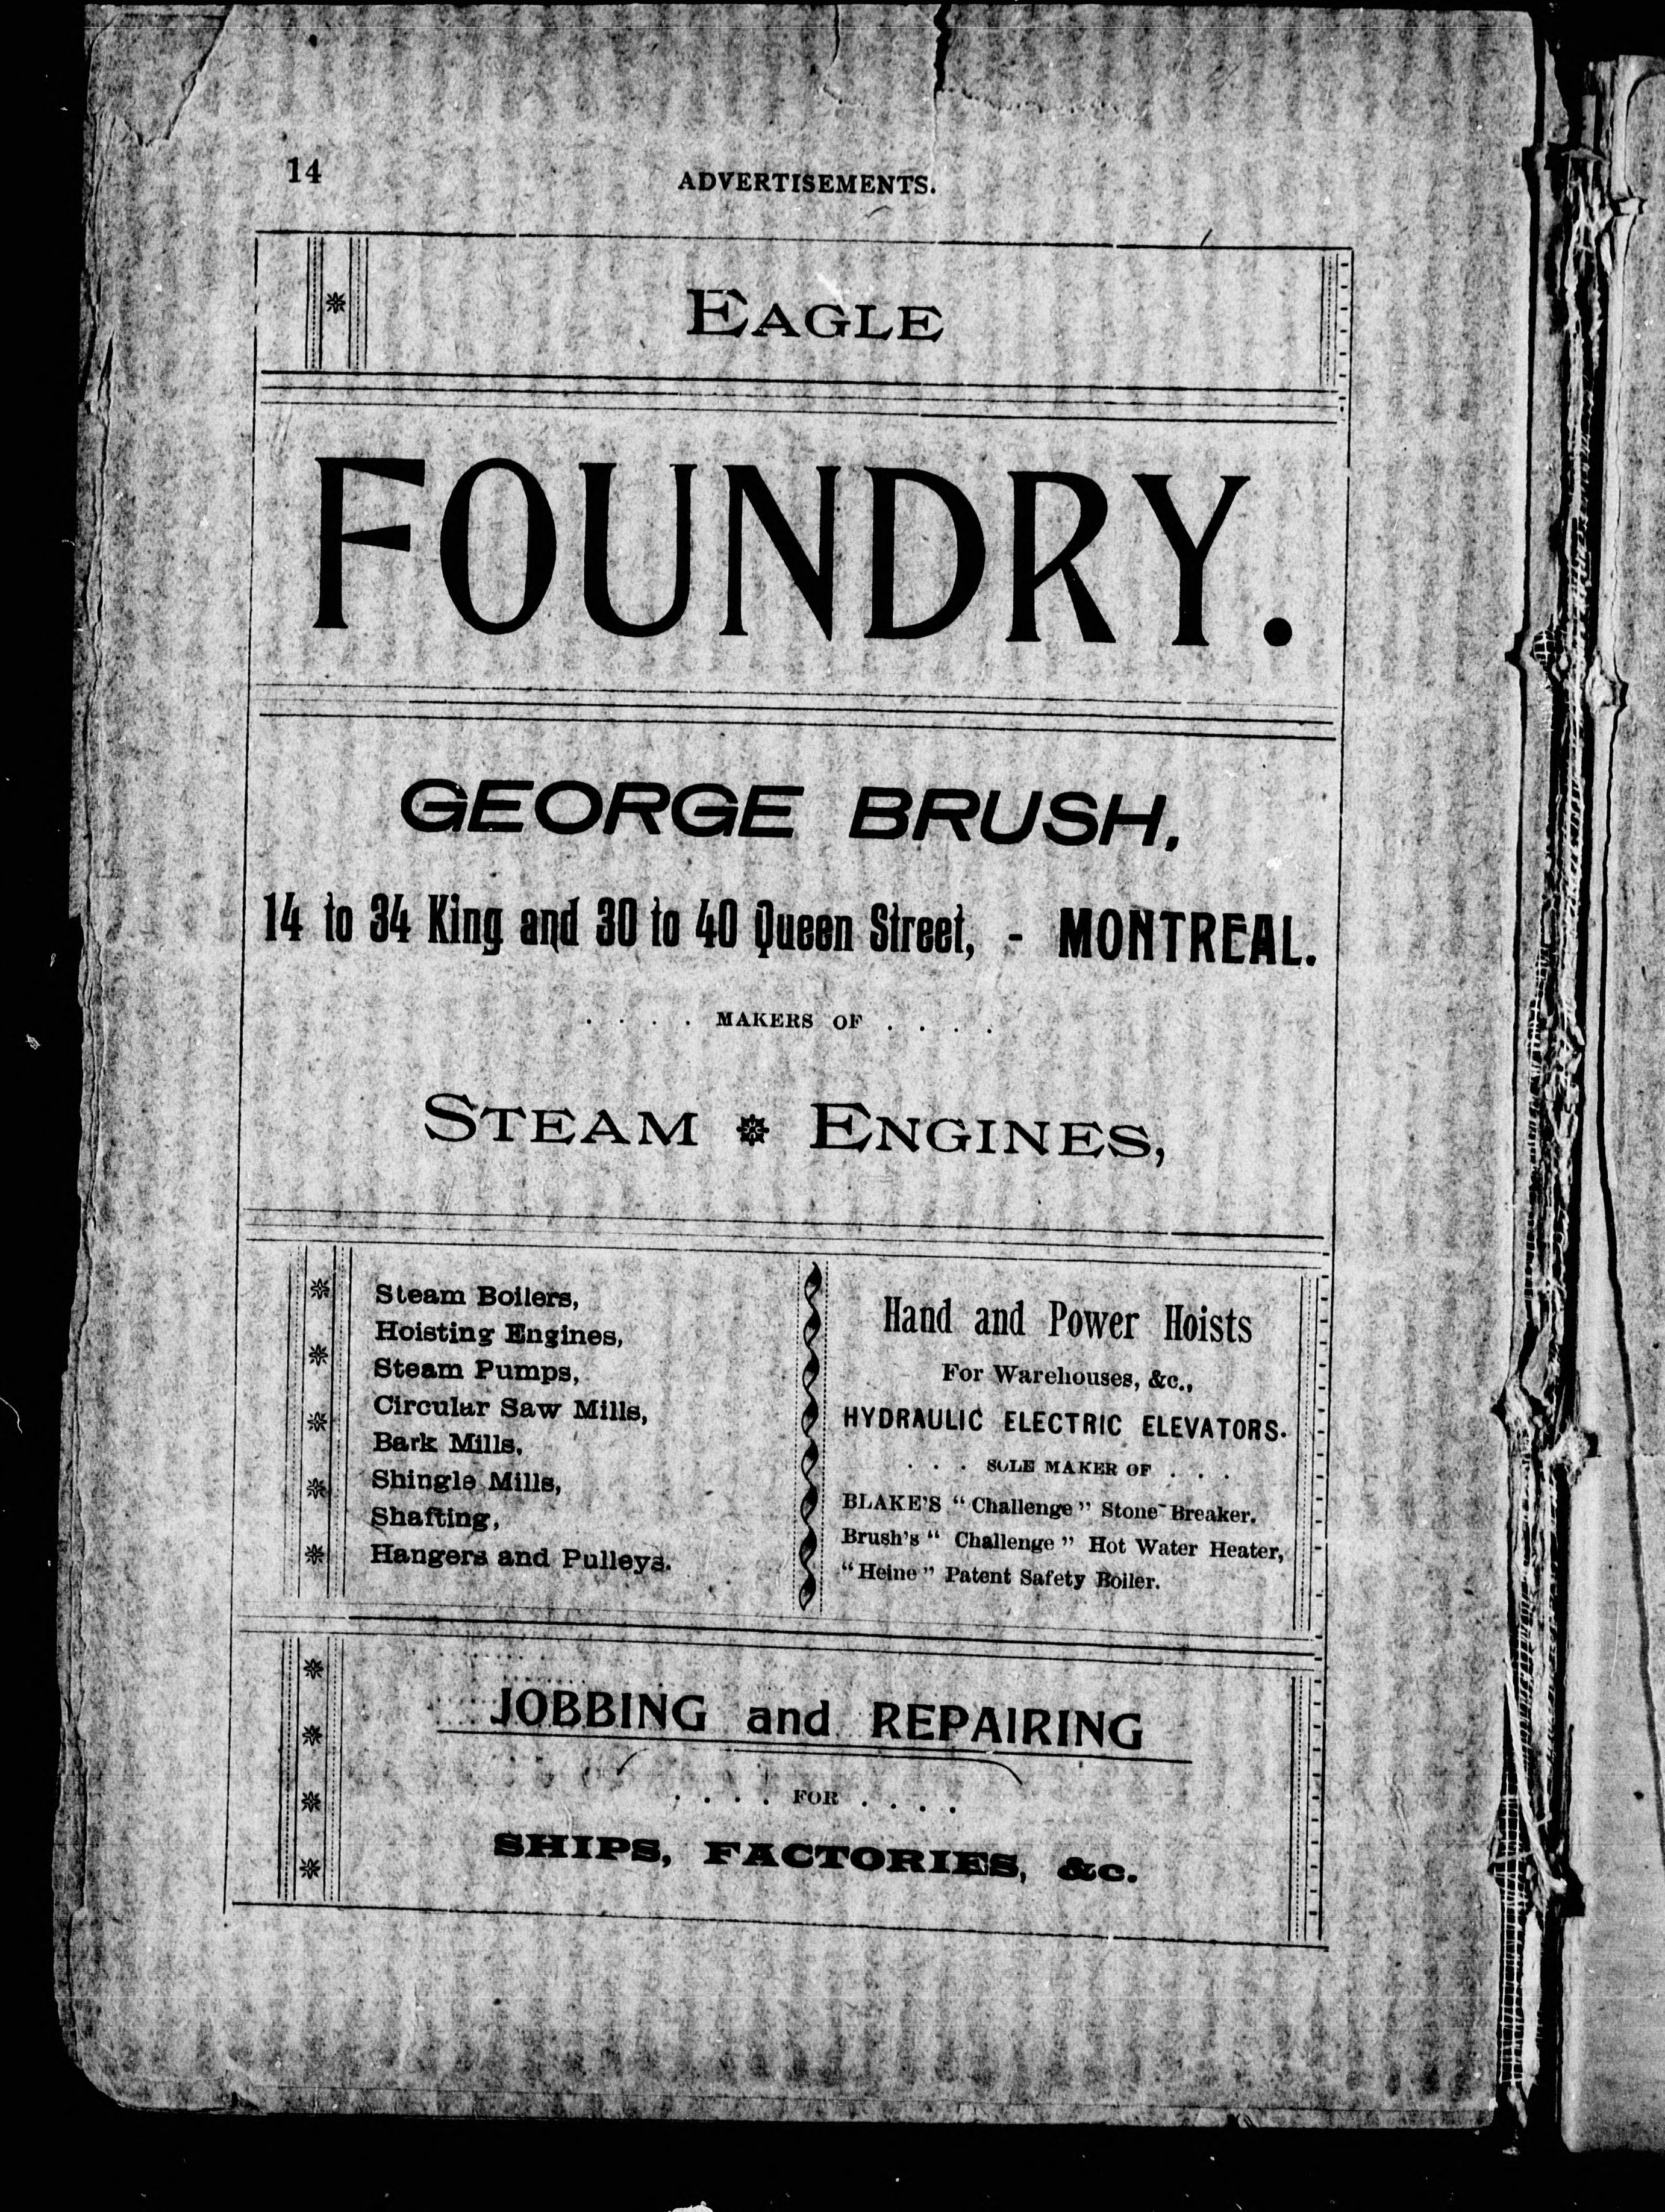 14
ADVERTISEMENTS.
EAGLE
FOUNDRY.
GEORGE BRUSH,
14 to 34 King and 30 to 40 Queen Street, - MONTREAL.
. . . . MAKERS OF . . . .
STEAM ENGINES,
Steam Boilers,
Hoisting Engines,
Steam Pumps,
Circular Saw Mills,
Bark Mills,
Shingle Mills,
Shafting,
Hangers and Pulleys.
Hand and Power Hoists
For Warehouses, &c.,
HYDRAULIC ELECTRIC ELEVATORS.
. . . SOLE MAKER OF . . .
BLAKE'S "Challenge" Stone Breaker.
Brush's "Challenge" Hot Water Heater,
"Heine" Patent Safety Boiler.
JOBBING and REPAIRING
. . . . FOR . . . .
SHIPS, FACTORIES, &c.